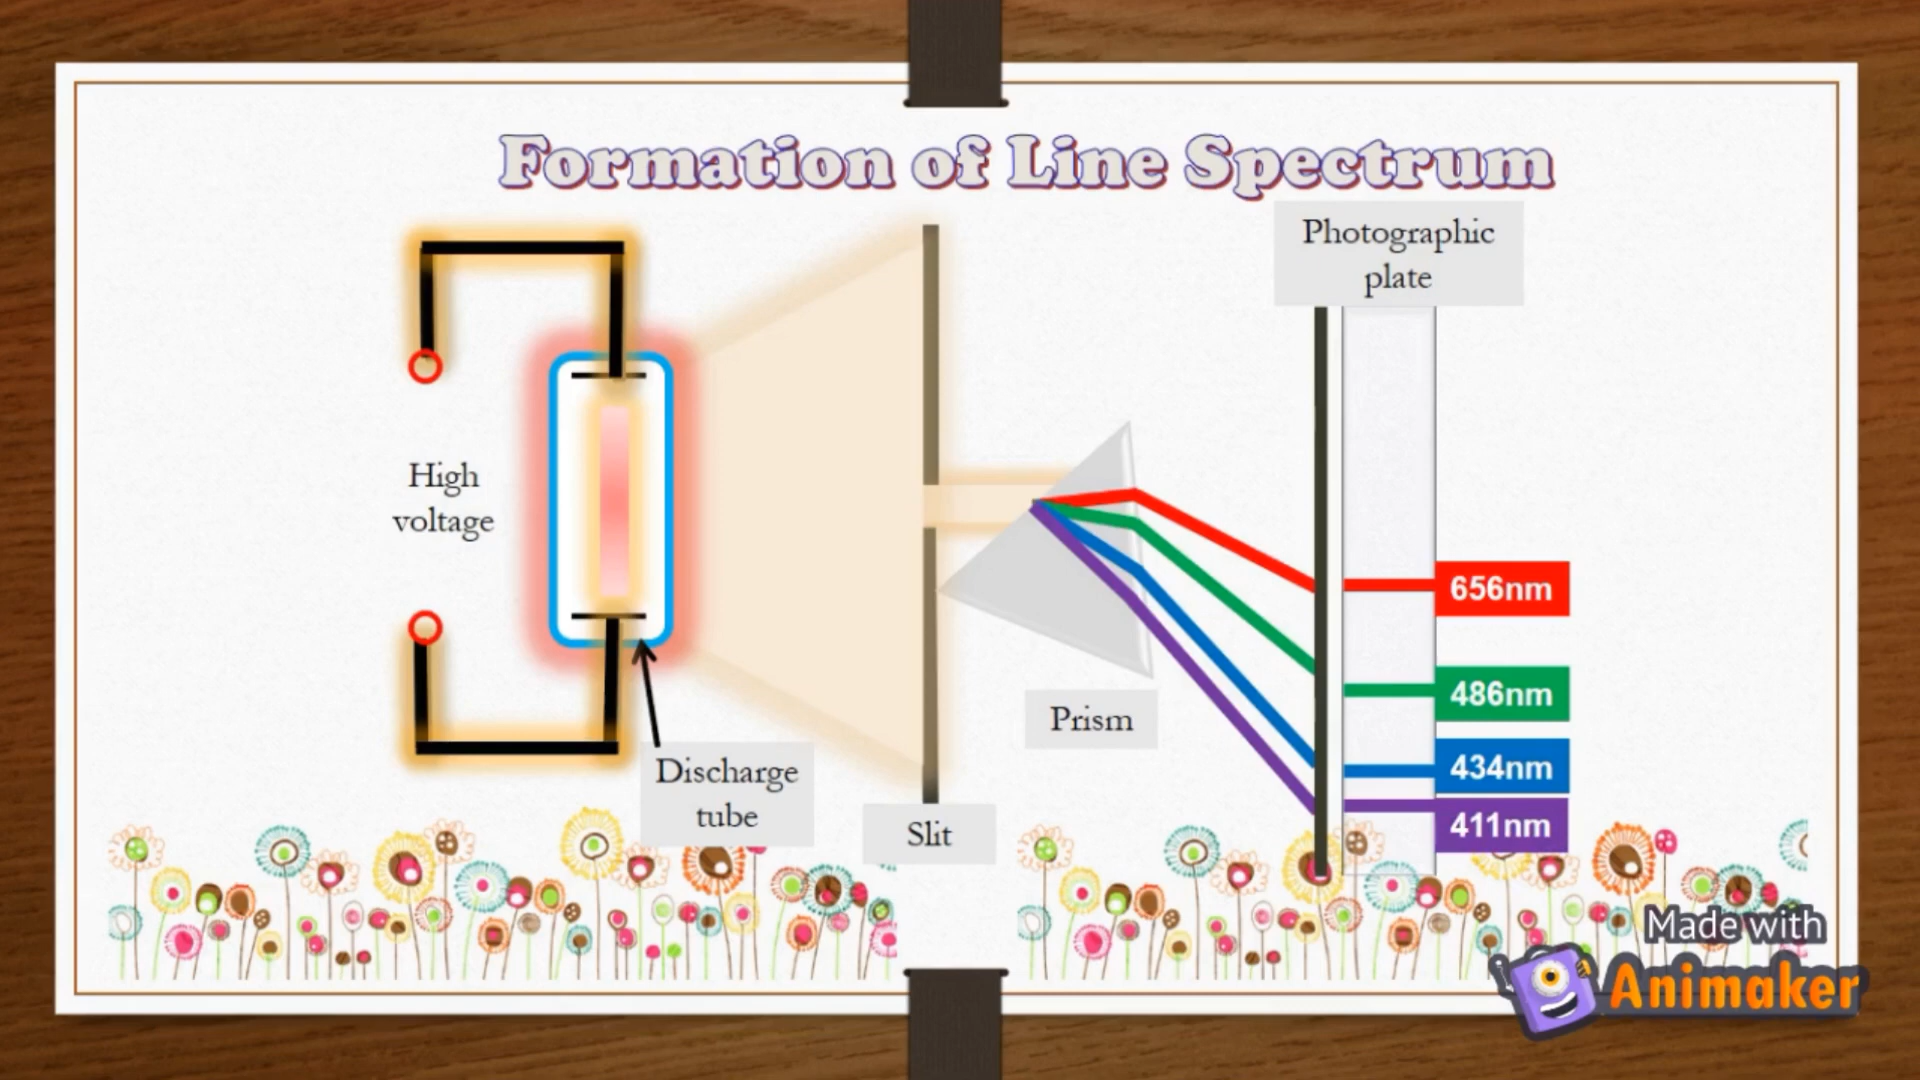 Formation of Line Spectrum
Photographic
plate
High
voltage
656nm
486nm
Prism
434nm
Discharge
tube
411nm
Slit
Made with
Animaker